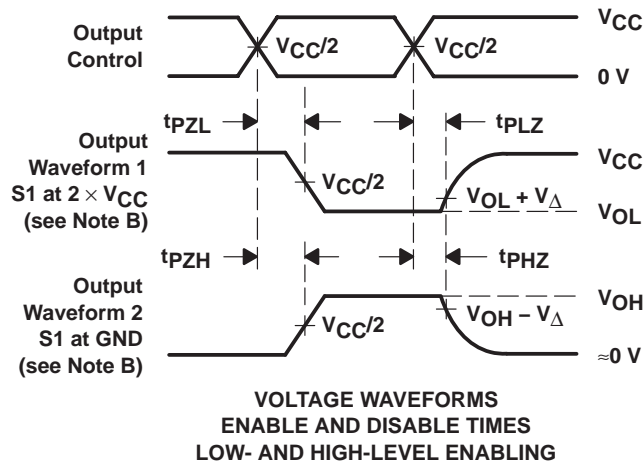 Output
Control
VCC/2
VCC/2
VCC
0 V
tPZL
tPLZ
Output
Waveform 1
S1 at 2 × VCC
(see Note B)
VCC/2
VOL + VΔ
VCC
VOL
tPZH
tPHZ
Output
Waveform 2
S1 at GND
(see Note B)
VCC/2
VOH − VΔ
VOH
≈0 V
VOLTAGE WAVEFORMS
ENABLE AND DISABLE TIMES
LOW- AND HIGH-LEVEL ENABLING